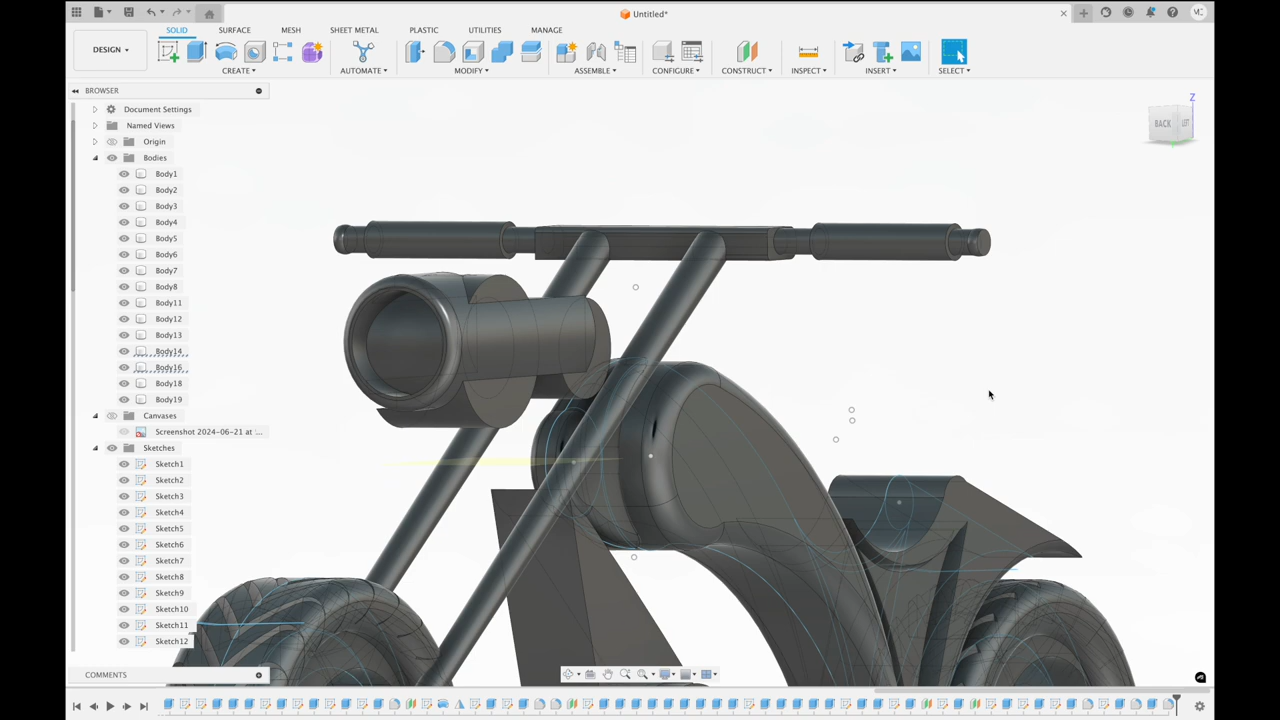 Untitled*
MC
SOLID SURFACE MESH SHEET METAL PLASTIC UTILITIES MANAGE
DESIGN
CREATE AUTOMATE MODIFY ASSEMBLE CONFIGURE CONSTRUCT INSPECT INSERT SELECT
BROWSER
Document Settings
Named Views
Origin
Bodies
Body1
Body2
Body3
Body4
Body5
Body6
Body7
Body8
Body11
Body12
Body13
Body14
Body16
Body18
Body19
Canvases
Screenshot 2024-06-21 at ...
Sketches
Sketch1
Sketch2
Sketch3
Sketch4
Sketch5
Sketch6
Sketch7
Sketch8
Sketch9
Sketch10
Sketch11
Sketch12
COMMENTS
Z
BACK LEFT